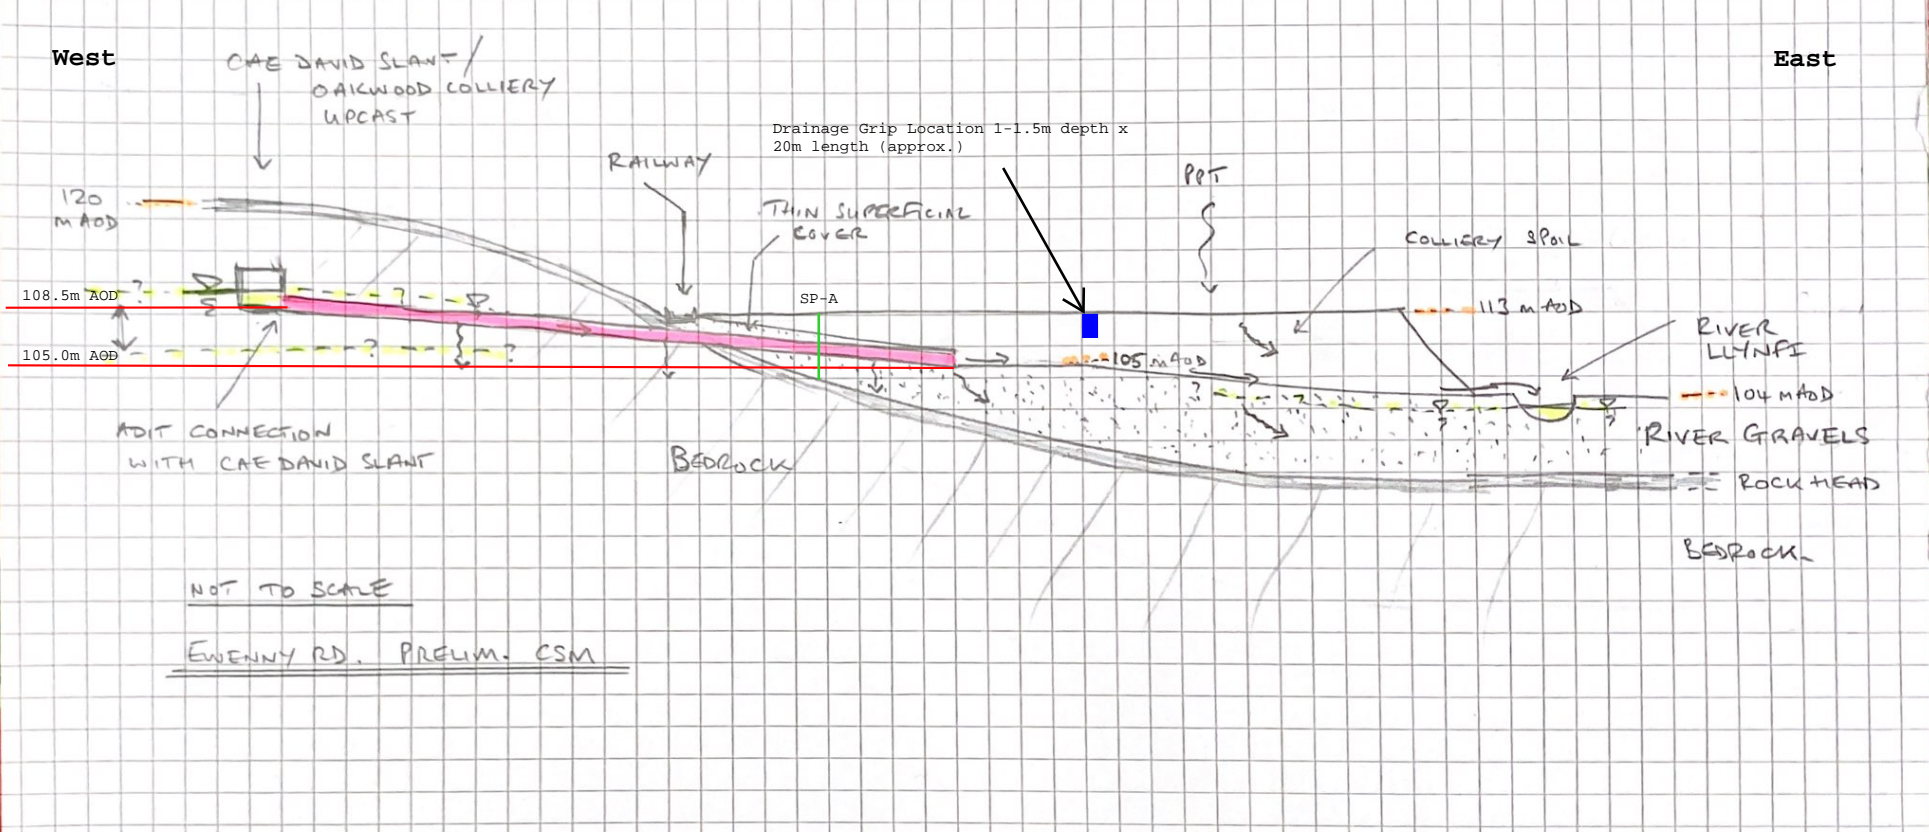 West
East
CAE DAVID SLANT/
OAKWOOD COLLIERY
UPCAST
Drainage Grip Location 1-1.5m depth x
20m length (approx.)
RAILWAY
PPT
120
m AOD
THIN SUPERFICIAL
COVER
COLLIERY SPOIL
108.5m AOD
?
?
SP-A
113 m AOD
RIVER
LLYNFI
105.0m AOD
?
?
105 mAOD
?
?
104 mAOD
?
?
ADIT CONNECTION
WITH CAE DAVID SLANT
BEDROCK
RIVER GRAVELS
ROCK HEAD
BEDROCK
NOT TO SCALE
EWENNY RD. PRELIM. CSM